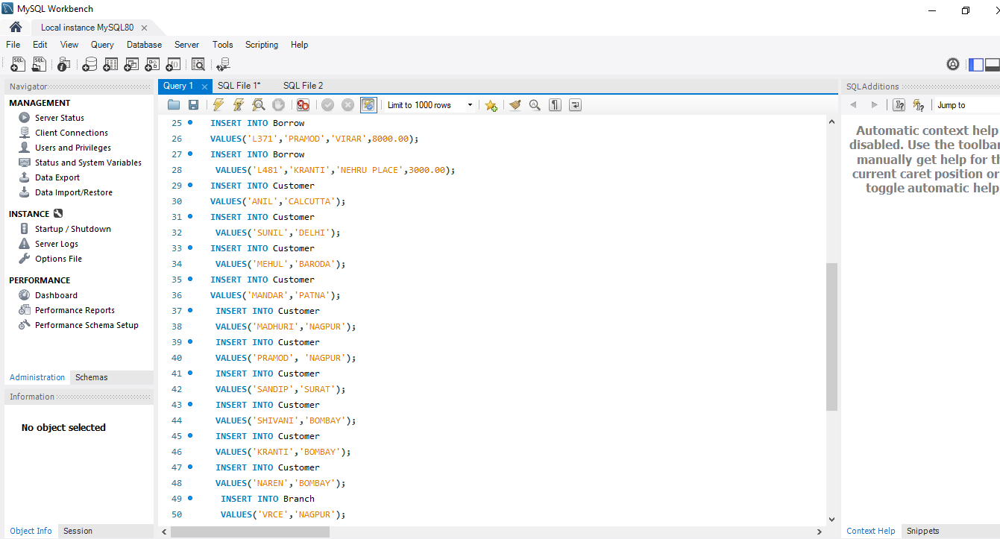 MySQL Workbench
Local instance MySQL80
File Edit View Query Database Server Tools Scripting Help
Navigator
MANAGEMENT
Server Status
Client Connections
Users and Privileges
Status and System Variables
Data Export
Data Import/Restore
INSTANCE
Startup / Shutdown
Server Logs
Options File
PERFORMANCE
Dashboard
Performance Reports
Performance Schema Setup
Administration Schemas
Information
No object selected
Object Info Session
Query 1 SQL File 1* SQL File 2
Limit to 1000 rows
25 INSERT INTO Borrow
26 VALUES('L371','PRAMOD','VIRAR',8000.00);
27 INSERT INTO Borrow
28 VALUES('L481','KRANTI','NEHRU PLACE',3000.00);
29 INSERT INTO Customer
30 VALUES('ANIL','CALCUTTA');
31 INSERT INTO Customer
32 VALUES('SUNIL','DELHI');
33 INSERT INTO Customer
34 VALUES('MEHUL','BARODA');
35 INSERT INTO Customer
36 VALUES('MANDAR','PATNA');
37 INSERT INTO Customer
38 VALUES('MADHURI','NAGPUR');
39 INSERT INTO Customer
40 VALUES('PRAMOD', 'NAGPUR');
41 INSERT INTO Customer
42 VALUES('SANDIP','SURAT');
43 INSERT INTO Customer
44 VALUES('SHIVANI','BOMBAY');
45 INSERT INTO Customer
46 VALUES('KRANTI','BOMBAY');
47 INSERT INTO Customer
48 VALUES('NAREN','BOMBAY');
49 INSERT INTO Branch
50 VALUES('VRCE','NAGPUR');
SQLAdditions
Jump to
Automatic context help
disabled. Use the
manually get help for
current caret position or
toggle automatic help
Context Help Snippets